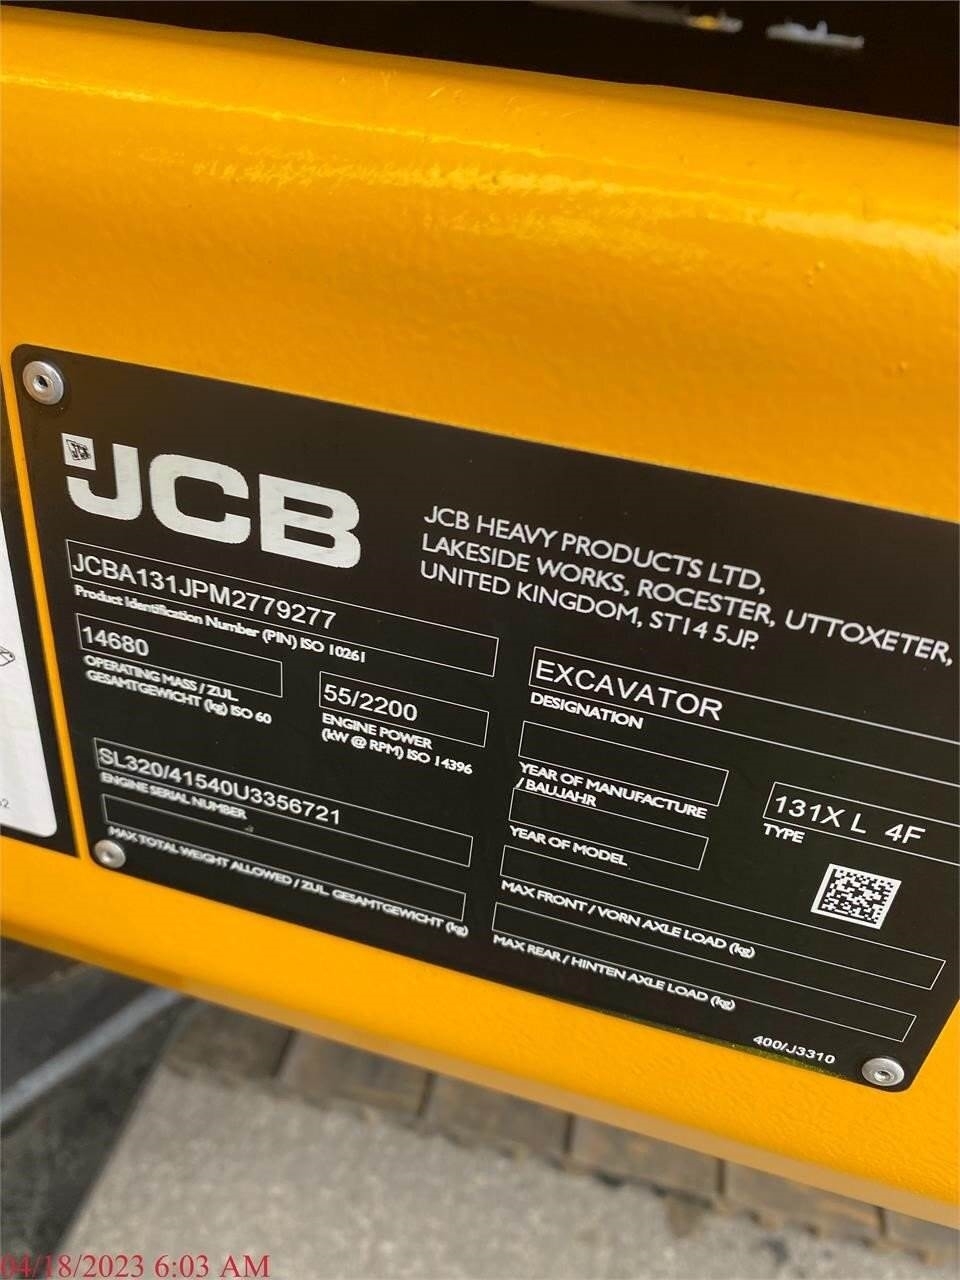 JCB
JCB HEAVY PRODUCTS LTD,
LAKESIDE WORKS, ROCESTER, UTTOXETER,
UNITED KINGDOM, ST14 5JP.
JCBA131JPM2779277
Product Identification Number (PIN) ISO 10261
14680
OPERATING MASS / ZUL.
GESAMTGEWICHT (kg) ISO 60
55/2200
ENGINE POWER
(kW @ RPM) ISO 14396
SL320/41540U3356721
ENGINE SERIAL NUMBER
MAX TOTAL WEIGHT ALLOWED / ZUL. GESAMTGEWICHT (kg)
EXCAVATOR
DESIGNATION
YEAR OF MANUFACTURE
/ BAUJAHR
131X L 4F
TYPE
YEAR OF MODEL
MAX FRONT / VORN AXLE LOAD (kg)
MAX REAR / HINTEN AXLE LOAD (kg)
400/J3310
04/18/2023 6:03 AM